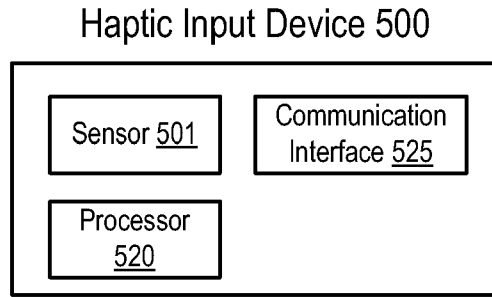 Haptic Input Device 500
Sensor 501
Communication
Interface 525
Processor
520